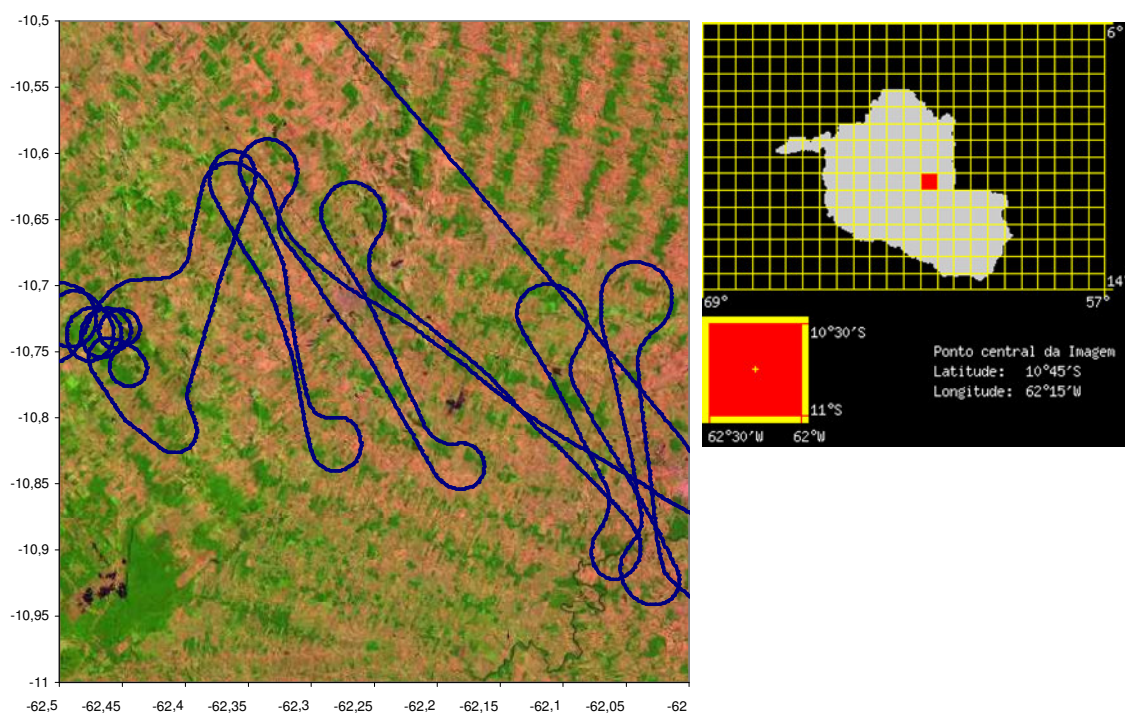 -10,5
-10,55
-10,6
-10,65
-10,7
-10,75
-10,8
-10,85
-10,9
-10,95
-11
-62,5 -62,45 -62,4 -62,35 -62,3 -62,25 -62,2 -62,15 -62,1 -62,05 -62
6°
14°
69° 57°
10°30'S
11°S
62°30'W 62°W
Ponto central da Imagem
Latitude: 10°45'S
Longitude: 62°15'W